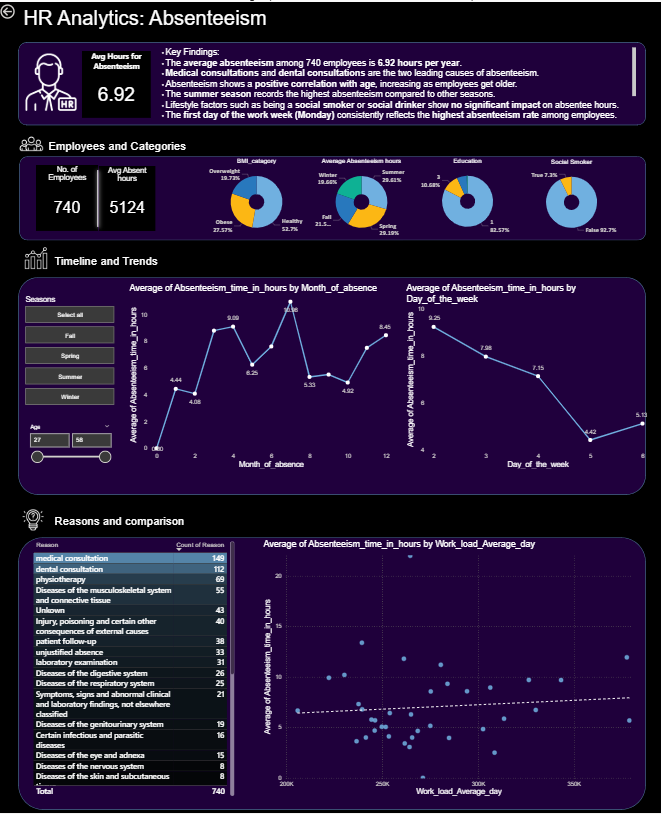 HR Analytics: Absenteeism
Avg Hours for
Absenteeism
6.92
HR
• Key Findings:
• The average absenteeism among 740 employees is 6.92 hours per year.
• Medical consultations and dental consultations are the two leading causes of absenteeism.
• Absenteeism shows a positive correlation with age, increasing as employees get older.
• The summer season records the highest absenteeism compared to other seasons.
• Lifestyle factors such as being a social smoker or social drinker show no significant impact on absentee hours.
• The first day of the work week (Monday) consistently reflects the highest absenteeism rate among employees.
Employees and Categories
No. of
Employees
740
Avg Absent
hours
5124
BMI_catagory
Overweight
19.73%
Obese
27.57%
Healthy
52.7%
Average Absenteeism hours
Winter
19.66%
Summer
29.61%
Fall
21.5...
Spring
29.19%
Education
3
10.68%
1
82.57%
Social Smoker
True 7.3%
False 92.7%
Timeline and Trends
Seasons
Select all
Fall
Spring
Summer
Winter
Age
27
58
Average of Absenteeism_time_in_hours by Month_of_absence
Average of Absenteeism_time_in_hours
10
8
6
4
2
0
0.00
4.44
4.08
9.09
6.25
10.98
5.33
4.92
8.45
0 2 4 6 8 10 12
Month_of_absence
Average of Absenteeism_time_in_hours by
Day_of_the_week
Average of Absenteeism_time_in_hours
10
8
6
4
9.25
7.98
7.15
4.42
5.13
2 3 4 5 6
Day_of_the_week
Reasons and comparison
Reason Count of Reason
medical consultation 149
dental consultation 112
physiotherapy 69
Diseases of the musculoskeletal system 55
and connective tissue
Unkown 43
Injury, poisoning and certain other 40
consequences of external causes
patient follow-up 38
unjustified absence 33
laboratory examination 31
Diseases of the digestive system 26
Diseases of the respiratory system 25
Symptoms, signs and abnormal clinical 21
and laboratory findings, not elsewhere
classified
Diseases of the genitourinary system 19
Certain infectious and parasitic 16
diseases
Diseases of the eye and adnexa 15
Diseases of the nervous system 8
Diseases of the skin and subcutaneous 8
Total 740
Average of Absenteeism_time_in_hours by Work_load_Average_day
Average of Absenteeism_time_in_hours
20
15
10
5
0
200K 250K 300K 350K
Work_load_Average_day